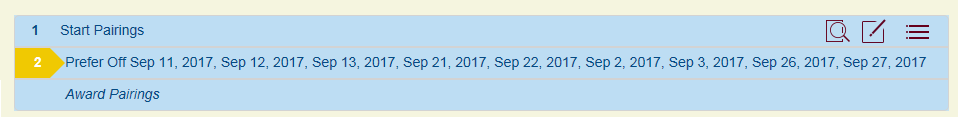 1 Start Pairings
2 Prefer Off Sep 11, 2017, Sep 12, 2017, Sep 13, 2017, Sep 21, 2017, Sep 22, 2017, Sep 2, 2017, Sep 3, 2017, Sep 26, 2017, Sep 27, 2017
Award Pairings